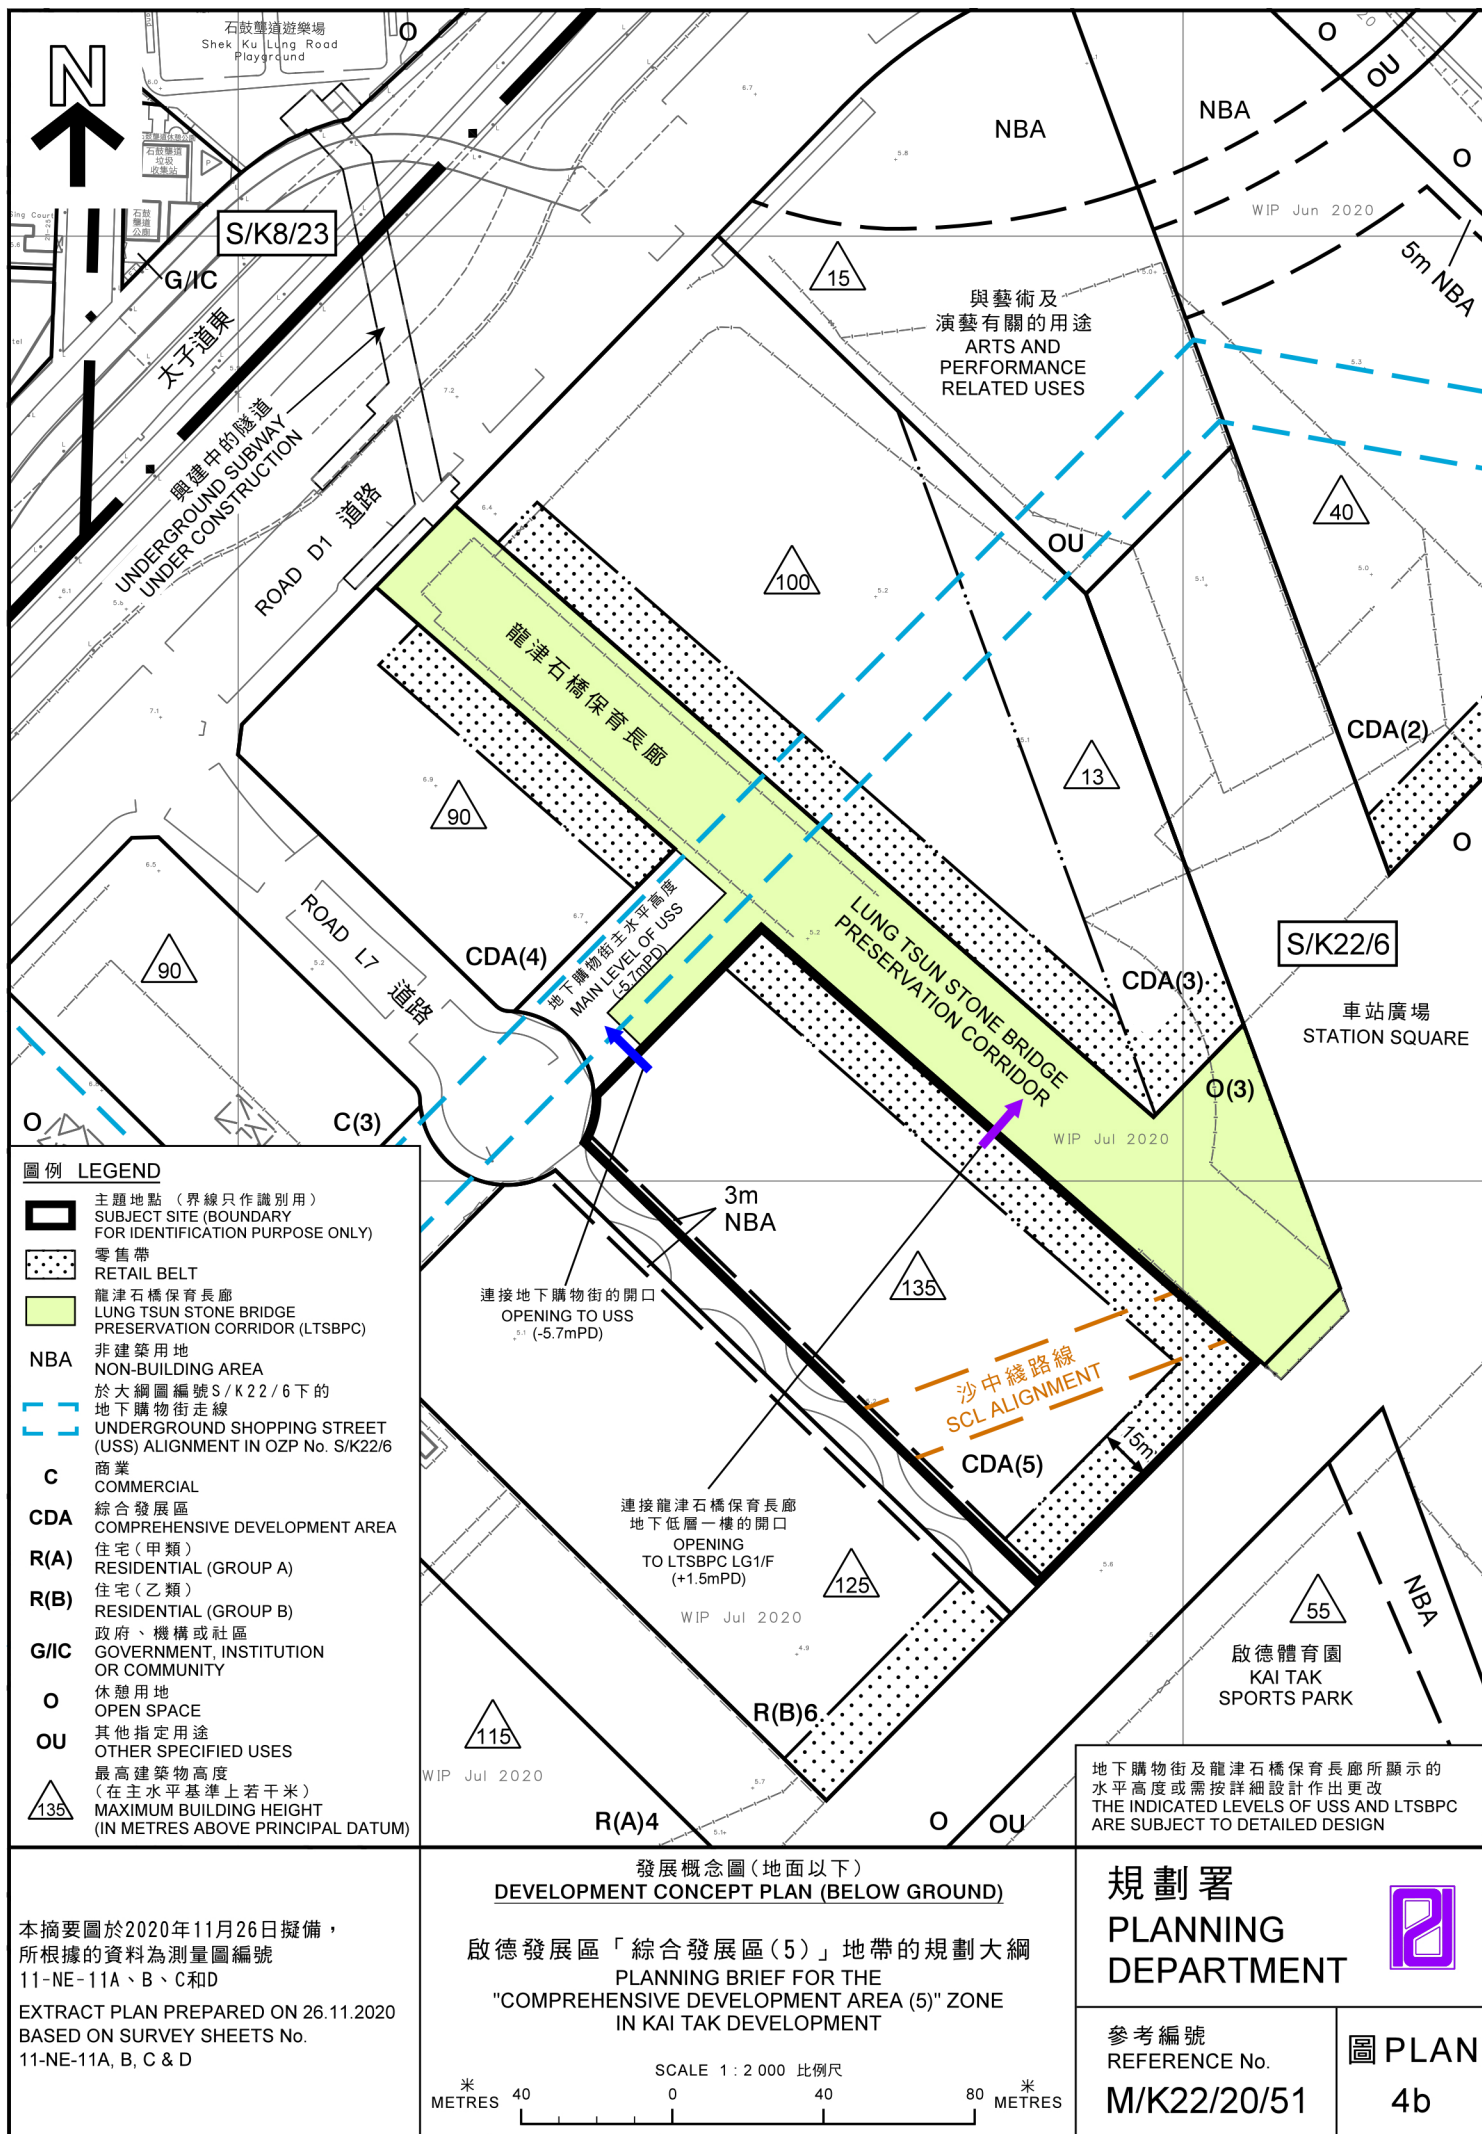 石鼓壟道遊樂場
Shek Ku Lung Road
Playground
O
N
石鼓壟道休憩公園
石鼓壟道
垃圾
收集站
P
石鼓
壟道
公廁
S/K8/23
G/IC
太子道東
興建中的隧道
UNDERGROUND SUBWAY
UNDER CONSTRUCTION
ROAD D1 道路
NBA
NBA
O
OU
O
WIP Jun 2020
5m NBA
15
與藝術及
演藝有關的用途
ARTS AND
PERFORMANCE
RELATED USES
40
OU
100
13
CDA(2)
O
龍津石橋保育長廊
90
CDA(4)
ROAD L7 道路
90
地下購物街主水平高度
MAIN LEVEL OF USS
(-5.7mPD)
LUNG TSUN STONE BRIDGE
PRESERVATION CORRIDOR
CDA(3)
S/K22/6
車站廣場
STATION SQUARE
O(3)
WIP Jul 2020
O
C(3)
3m
NBA
連接地下購物街的開口
OPENING TO USS
(-5.7mPD)
135
沙中綫路線
SCL ALIGNMENT
CDA(5)
15m
連接龍津石橋保育長廊
地下低層一樓的開口
OPENING
TO LTSBPC LG1/F
(+1.5mPD)
125
WIP Jul 2020
R(B)6
115
WIP Jul 2020
R(A)4
O
OU
55
NBA
啟德體育園
KAI TAK
SPORTS PARK
圖例 LEGEND
主題地點 （界線只作識別用）
SUBJECT SITE (BOUNDARY
FOR IDENTIFICATION PURPOSE ONLY)
零售帶
RETAIL BELT
龍津石橋保育長廊
LUNG TSUN STONE BRIDGE
PRESERVATION CORRIDOR (LTSBPC)
NBA 非建築用地
NON-BUILDING AREA
於大綱圖編號S/K22/6下的
地下購物街走線
UNDERGROUND SHOPPING STREET
(USS) ALIGNMENT IN OZP No. S/K22/6
C 商業
COMMERCIAL
CDA 綜合發展區
COMPREHENSIVE DEVELOPMENT AREA
R(A) 住宅（甲類）
RESIDENTIAL (GROUP A)
R(B) 住宅（乙類）
RESIDENTIAL (GROUP B)
G/IC 政府、機構或社區
GOVERNMENT, INSTITUTION
OR COMMUNITY
O 休憩用地
OPEN SPACE
OU 其他指定用途
OTHER SPECIFIED USES
最高建築物高度
（在主水平基準上若干米）
135 MAXIMUM BUILDING HEIGHT
(IN METRES ABOVE PRINCIPAL DATUM)
地下購物街及龍津石橋保育長廊所顯示的
水平高度或需按詳細設計作出更改
THE INDICATED LEVELS OF USS AND LTSBPC
ARE SUBJECT TO DETAILED DESIGN
本摘要圖於2020年11月26日擬備，
所根據的資料為測量圖編號
11-NE-11A、B、C和D
EXTRACT PLAN PREPARED ON 26.11.2020
BASED ON SURVEY SHEETS No.
11-NE-11A, B, C & D
發展概念圖（地面以下）
DEVELOPMENT CONCEPT PLAN (BELOW GROUND)
啟德發展區「綜合發展區（5）」地帶的規劃大綱
PLANNING BRIEF FOR THE
"COMPREHENSIVE DEVELOPMENT AREA (5)" ZONE
IN KAI TAK DEVELOPMENT
SCALE 1 : 2 000 比例尺
米 METRES 40 0 40 80 米 METRES
規劃署
PLANNING
DEPARTMENT
參考編號
REFERENCE No.
M/K22/20/51
圖 PLAN
4b